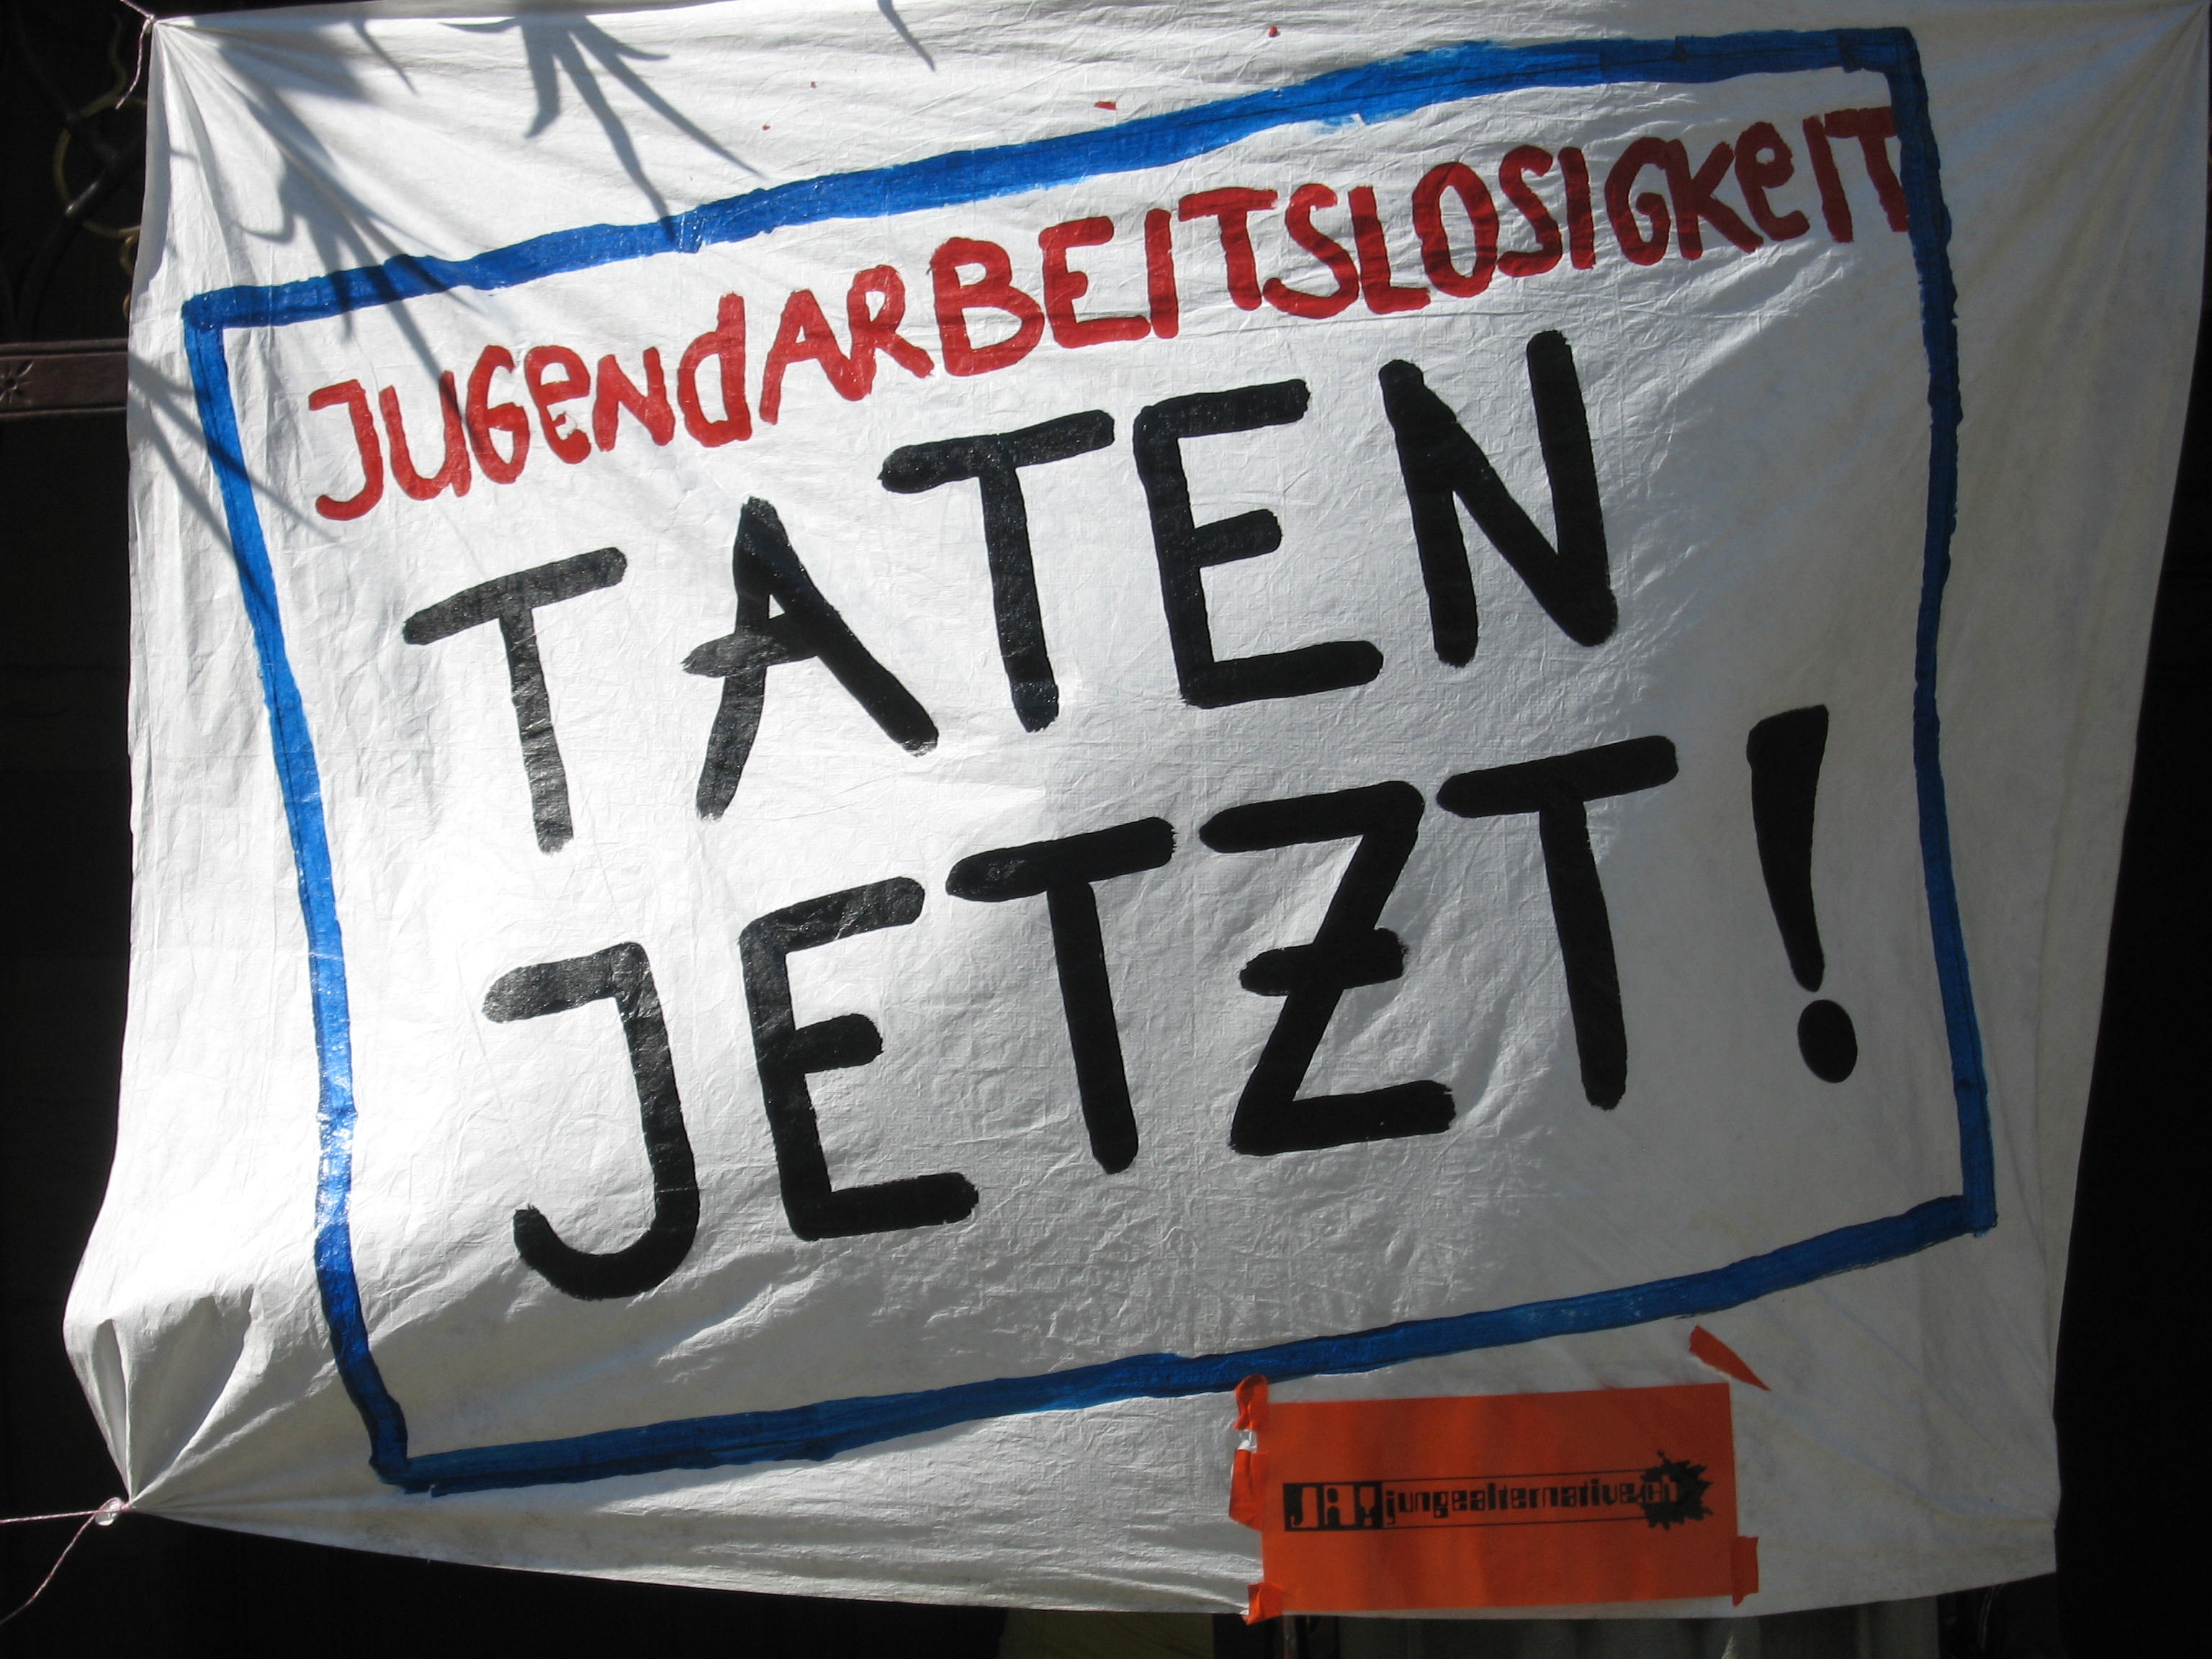 JUGeNdARBEITSLOSIGKeIT
TATEN
JETZT!
JA! jungealternative.ch